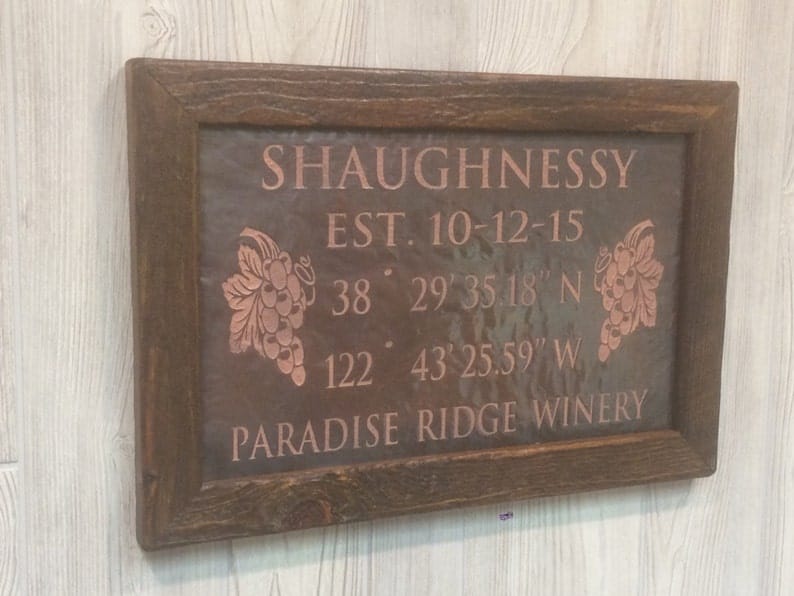 SHAUGHNESSY
EST. 10-12-15
38° 29' 35.18" N
122° 43' 25.59" W
PARADISE RIDGE WINERY